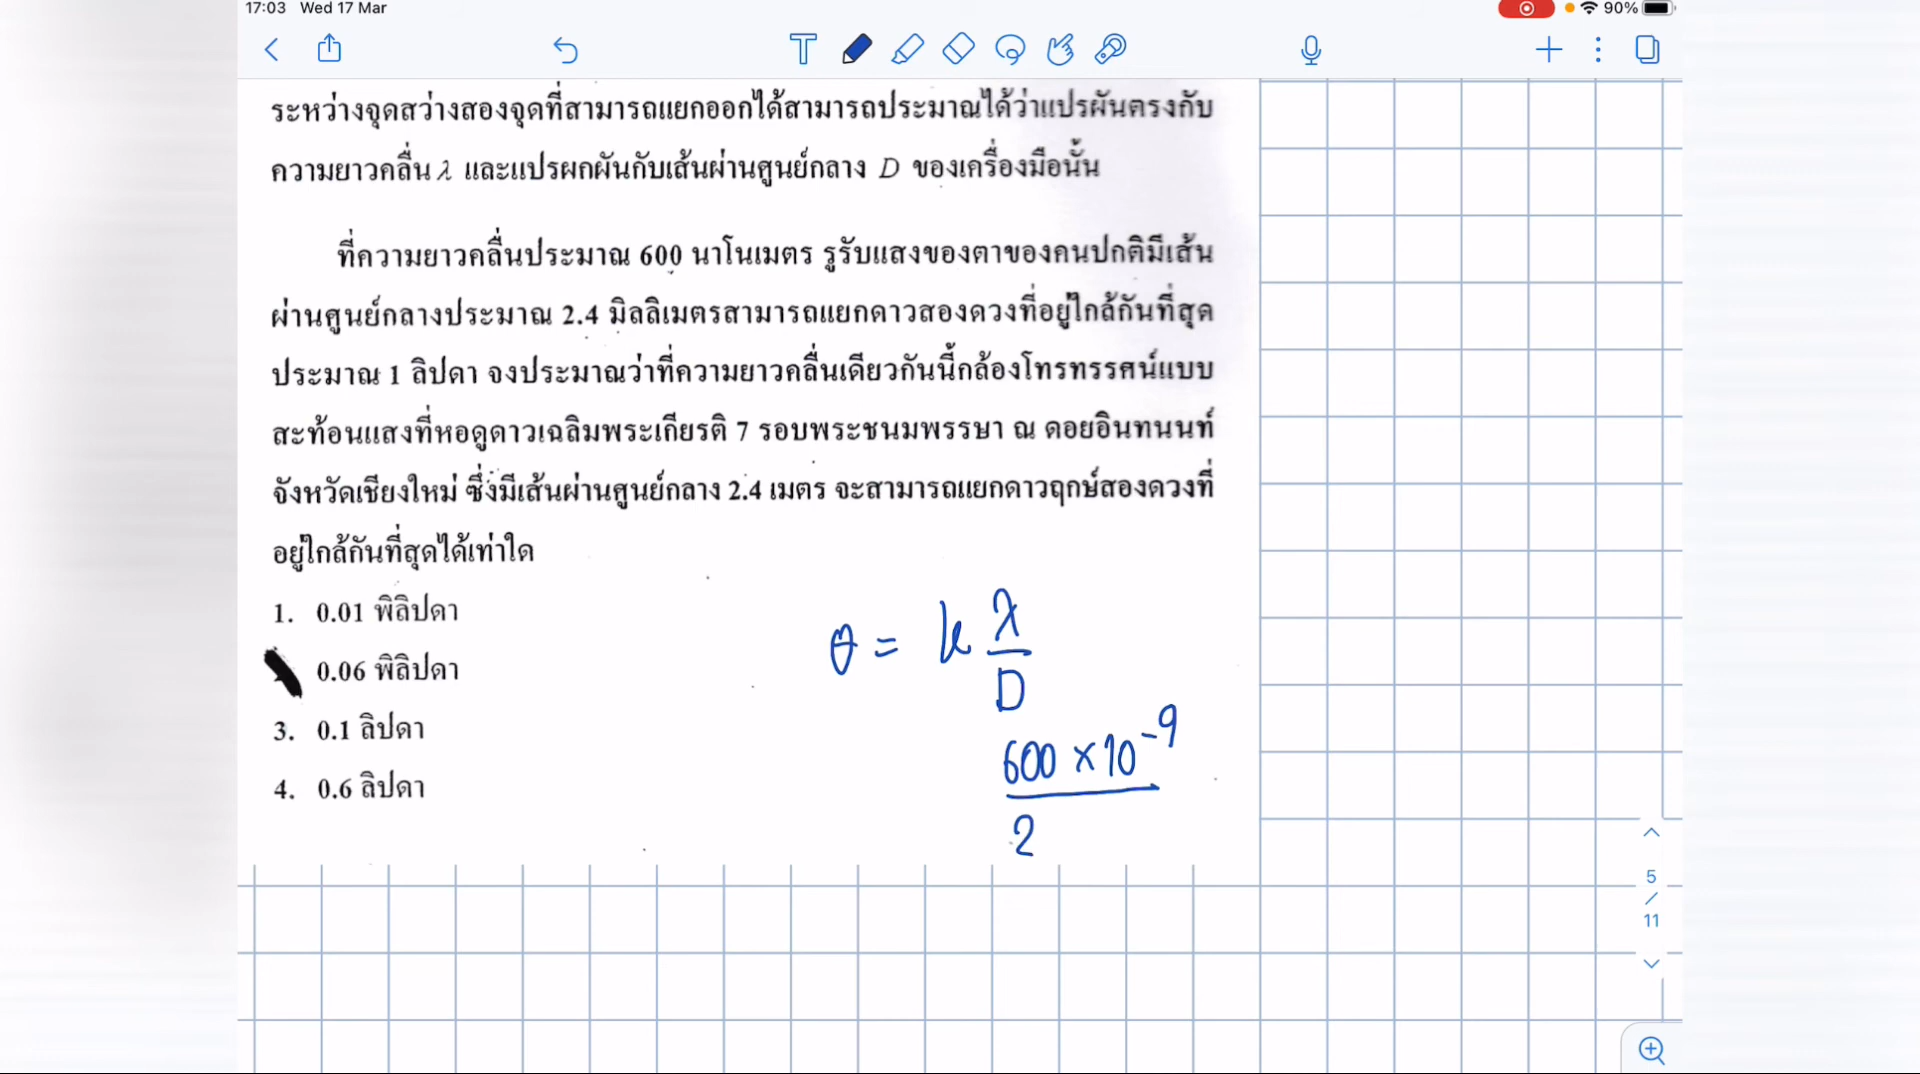 17:03 Wed 17 Mar
90%
ระหว่างจุดสว่างสองจุดที่สามารถแยกออกได้สามารถประมาณได้ว่าแปรผันตรงกับ
ความยาวคลื่น λ และแปรผกผันกับเส้นผ่านศูนย์กลาง D ของเครื่องมือนั้น
ที่ความยาวคลื่นประมาณ 600 นาโนเมตร รูรับแสงของตาของคนปกติมีเส้น
ผ่านศูนย์กลางประมาณ 2.4 มิลลิเมตรสามารถแยกดาวสองดวงที่อยู่ใกล้กันที่สุด
ประมาณ 1 ลิปดา จงประมาณว่าที่ความยาวคลื่นเดียวกันนี้กล้องโทรทรรศน์แบบ
สะท้อนแสงที่หอดูดาวเฉลิมพระเกียรติ 7 รอบพระชนมพรรษา ณ ดอยอินทนนท์
จังหวัดเชียงใหม่ ซึ่งมีเส้นผ่านศูนย์กลาง 2.4 เมตร จะสามารถแยกดาวฤกษ์สองดวงที่
อยู่ใกล้กันที่สุดได้เท่าใด
1. 0.01 พิลิปดา
0.06 พิลิปดา
3. 0.1 ลิปดา
4. 0.6 ลิปดา
θ = k λ
D
600 × 10⁻⁹
2
5
/
11